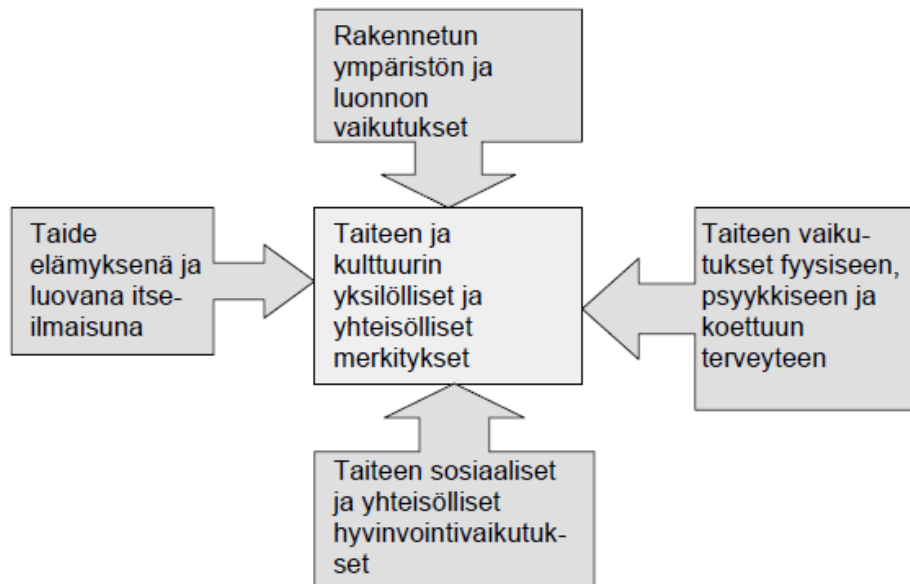 Rakennetun
ympäristön ja
luonnon
vaikutukset
Taide
elämyksenä ja
luovana itse-
ilmaisuna
Taiteen ja
kulttuurin
yksilölliset ja
yhteisölliset
merkitykset
Taiteen vaiku-
tukset fyysiseen,
psyykkiseen ja
koettuun
terveyteen
Taiteen sosiaaliset
ja yhteisölliset
hyvinvointivaikutuk-
set